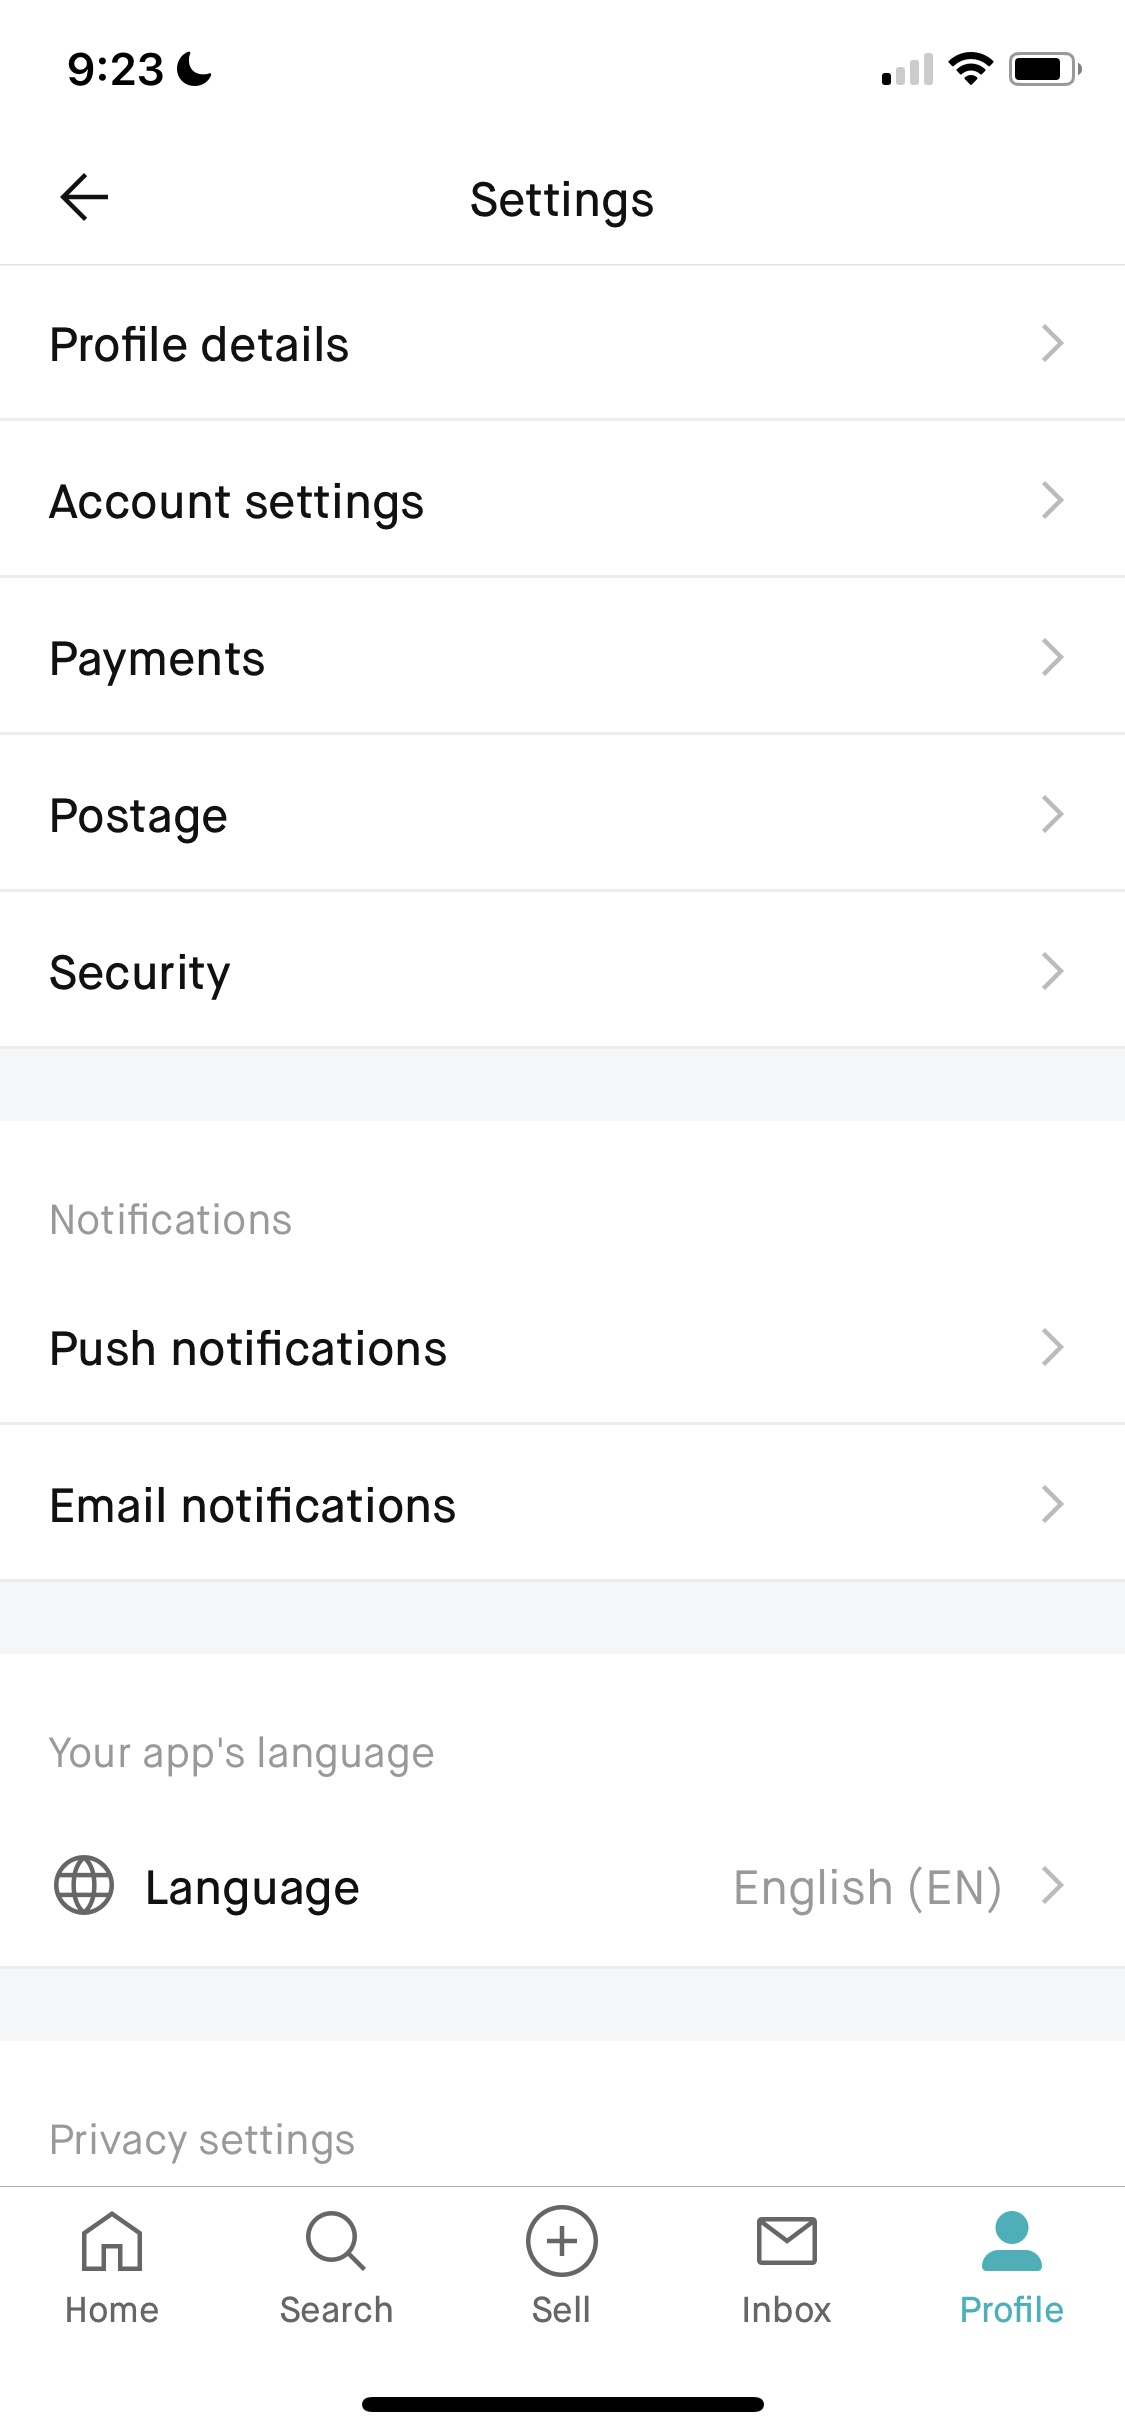 9:23
Settings
Profile details
Account settings
Payments
Postage
Security
Notifications
Push notifications
Email notifications
Your app's language
Language English (EN)
Privacy settings
Home Search Sell Inbox Profile